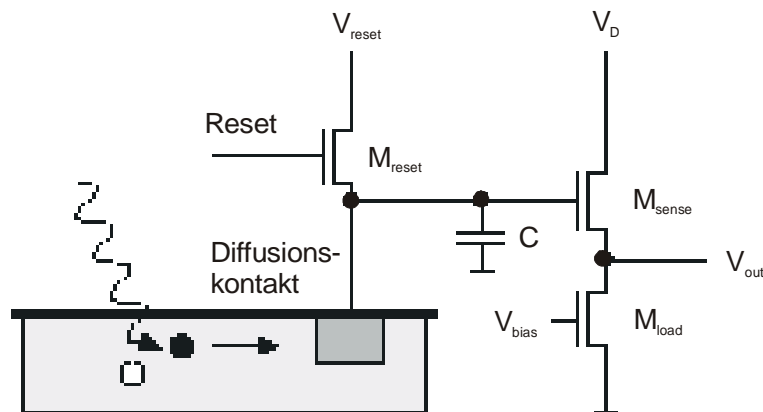 V_reset
V_D
Reset
M_reset
M_sense
C
Diffusions-
kontakt
V_out
V_bias
M_load